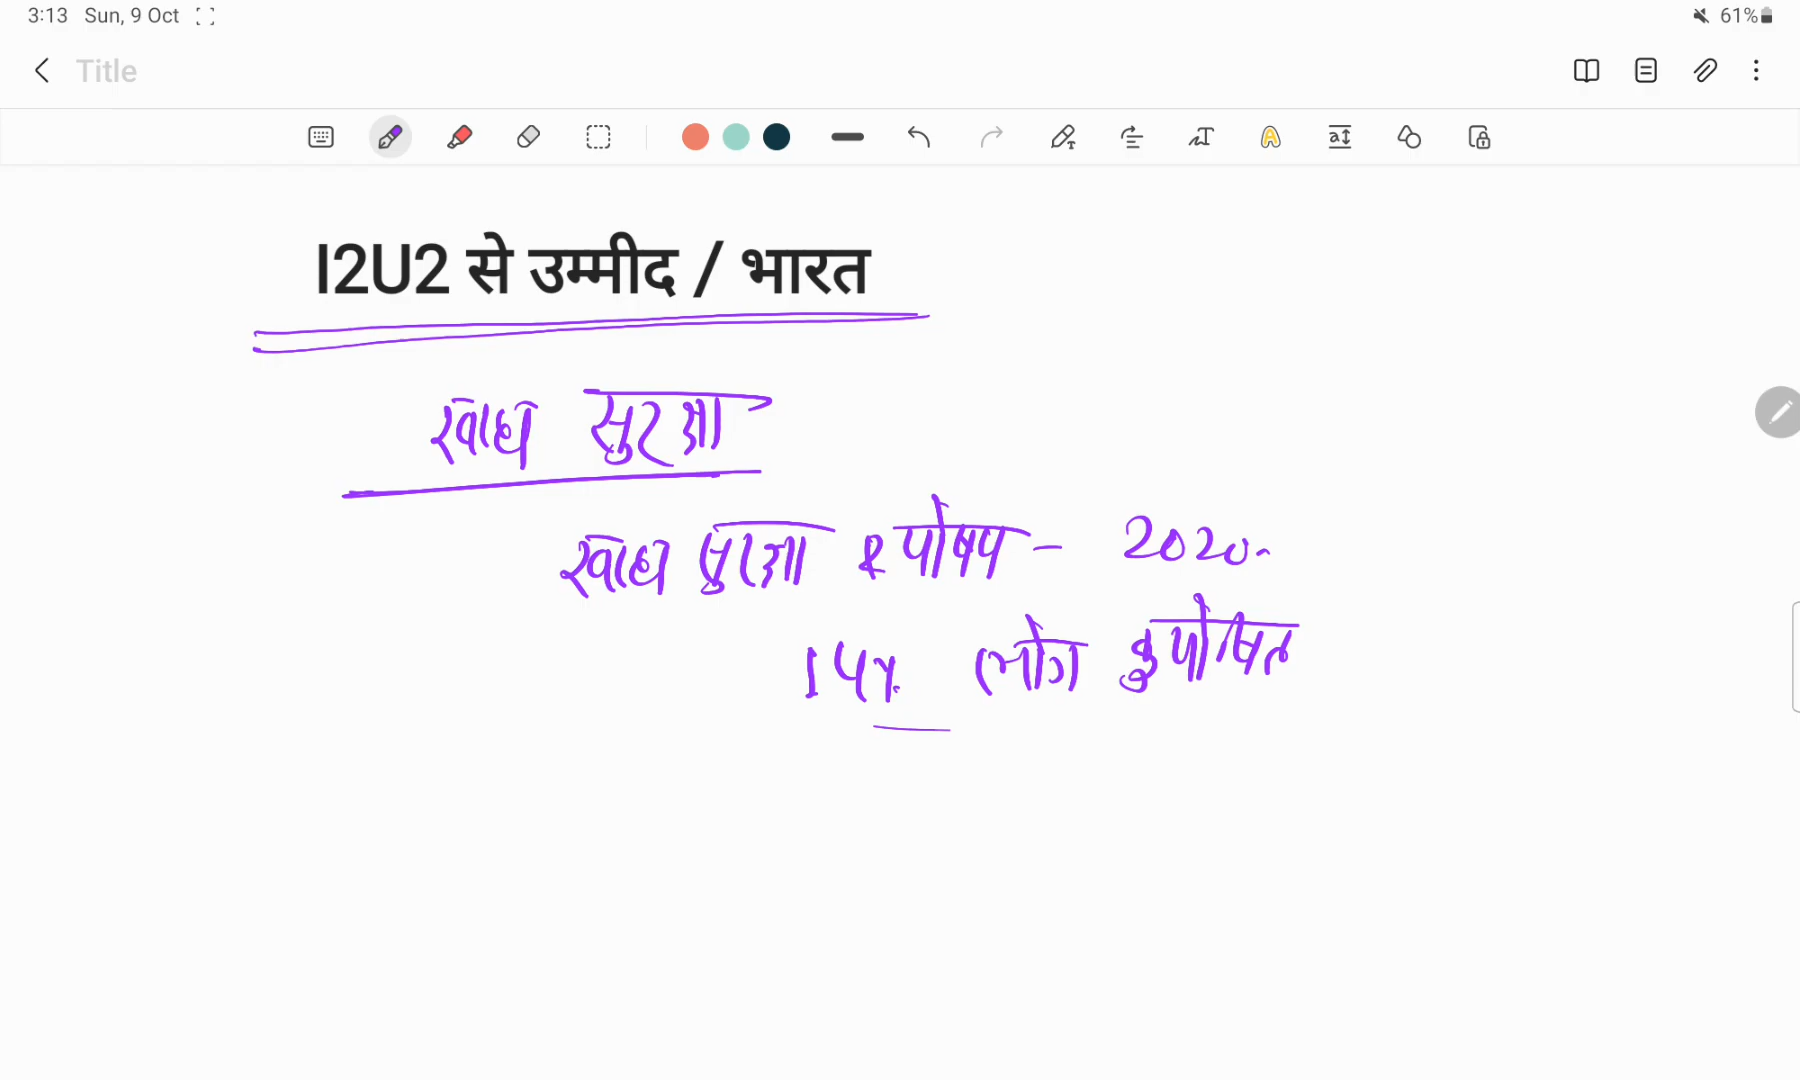 3:13 Sun, 9 Oct 61%
Title
I2U2 से उम्मीद / भारत
खाद्य सुरक्षा
खाद्य सुरक्षा & पोषण - 2020
14% लोग कुपोषित